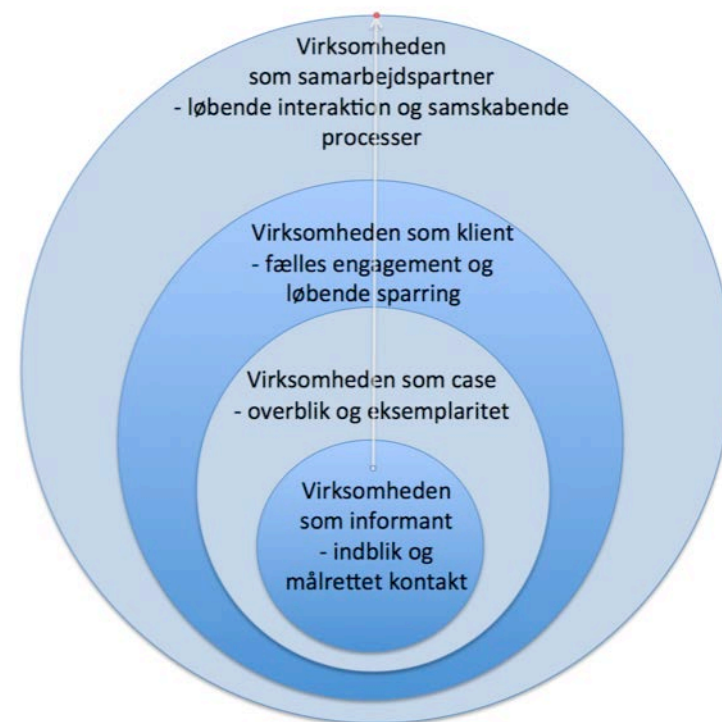 Virksomheden
som samarbejdspartner
- løbende interaktion og samskabende
processer
Virksomheden som klient
- fælles engagement og
løbende sparring
Virksomheden som case
- overblik og eksemplaritet
Virksomheden
som informant
- indblik og
målrettet kontakt